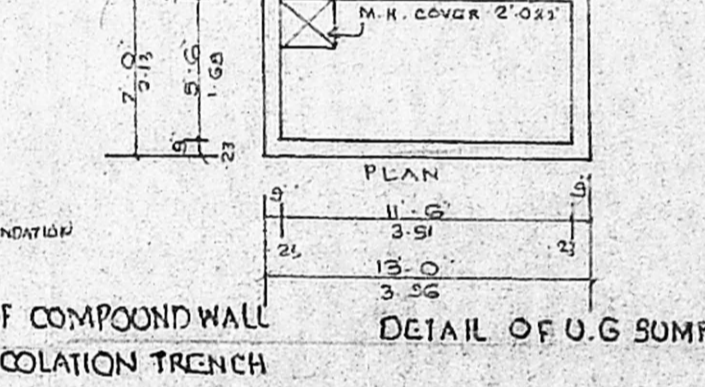 M.H. COVER 2'.0x2'
7'.0"
2.13
5'.6"
1.68
9"
.23
PLAN
9"
9"
11'.6"
3.51
NDATION
.23
.23
13'.0"
3.96
F COMPOUND WALL
DETAIL OF U.G SUMP
COLATION TRENCH